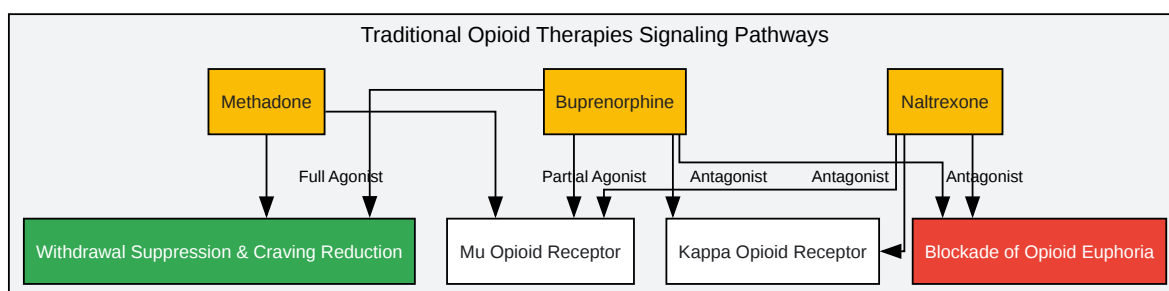 Traditional Opioid Therapies Signaling Pathways
Methadone
Buprenorphine
Naltrexone
Full Agonist
Partial Agonist
Antagonist
Antagonist
Antagonist
Withdrawal Suppression & Craving Reduction
Mu Opioid Receptor
Kappa Opioid Receptor
Blockade of Opioid Euphoria